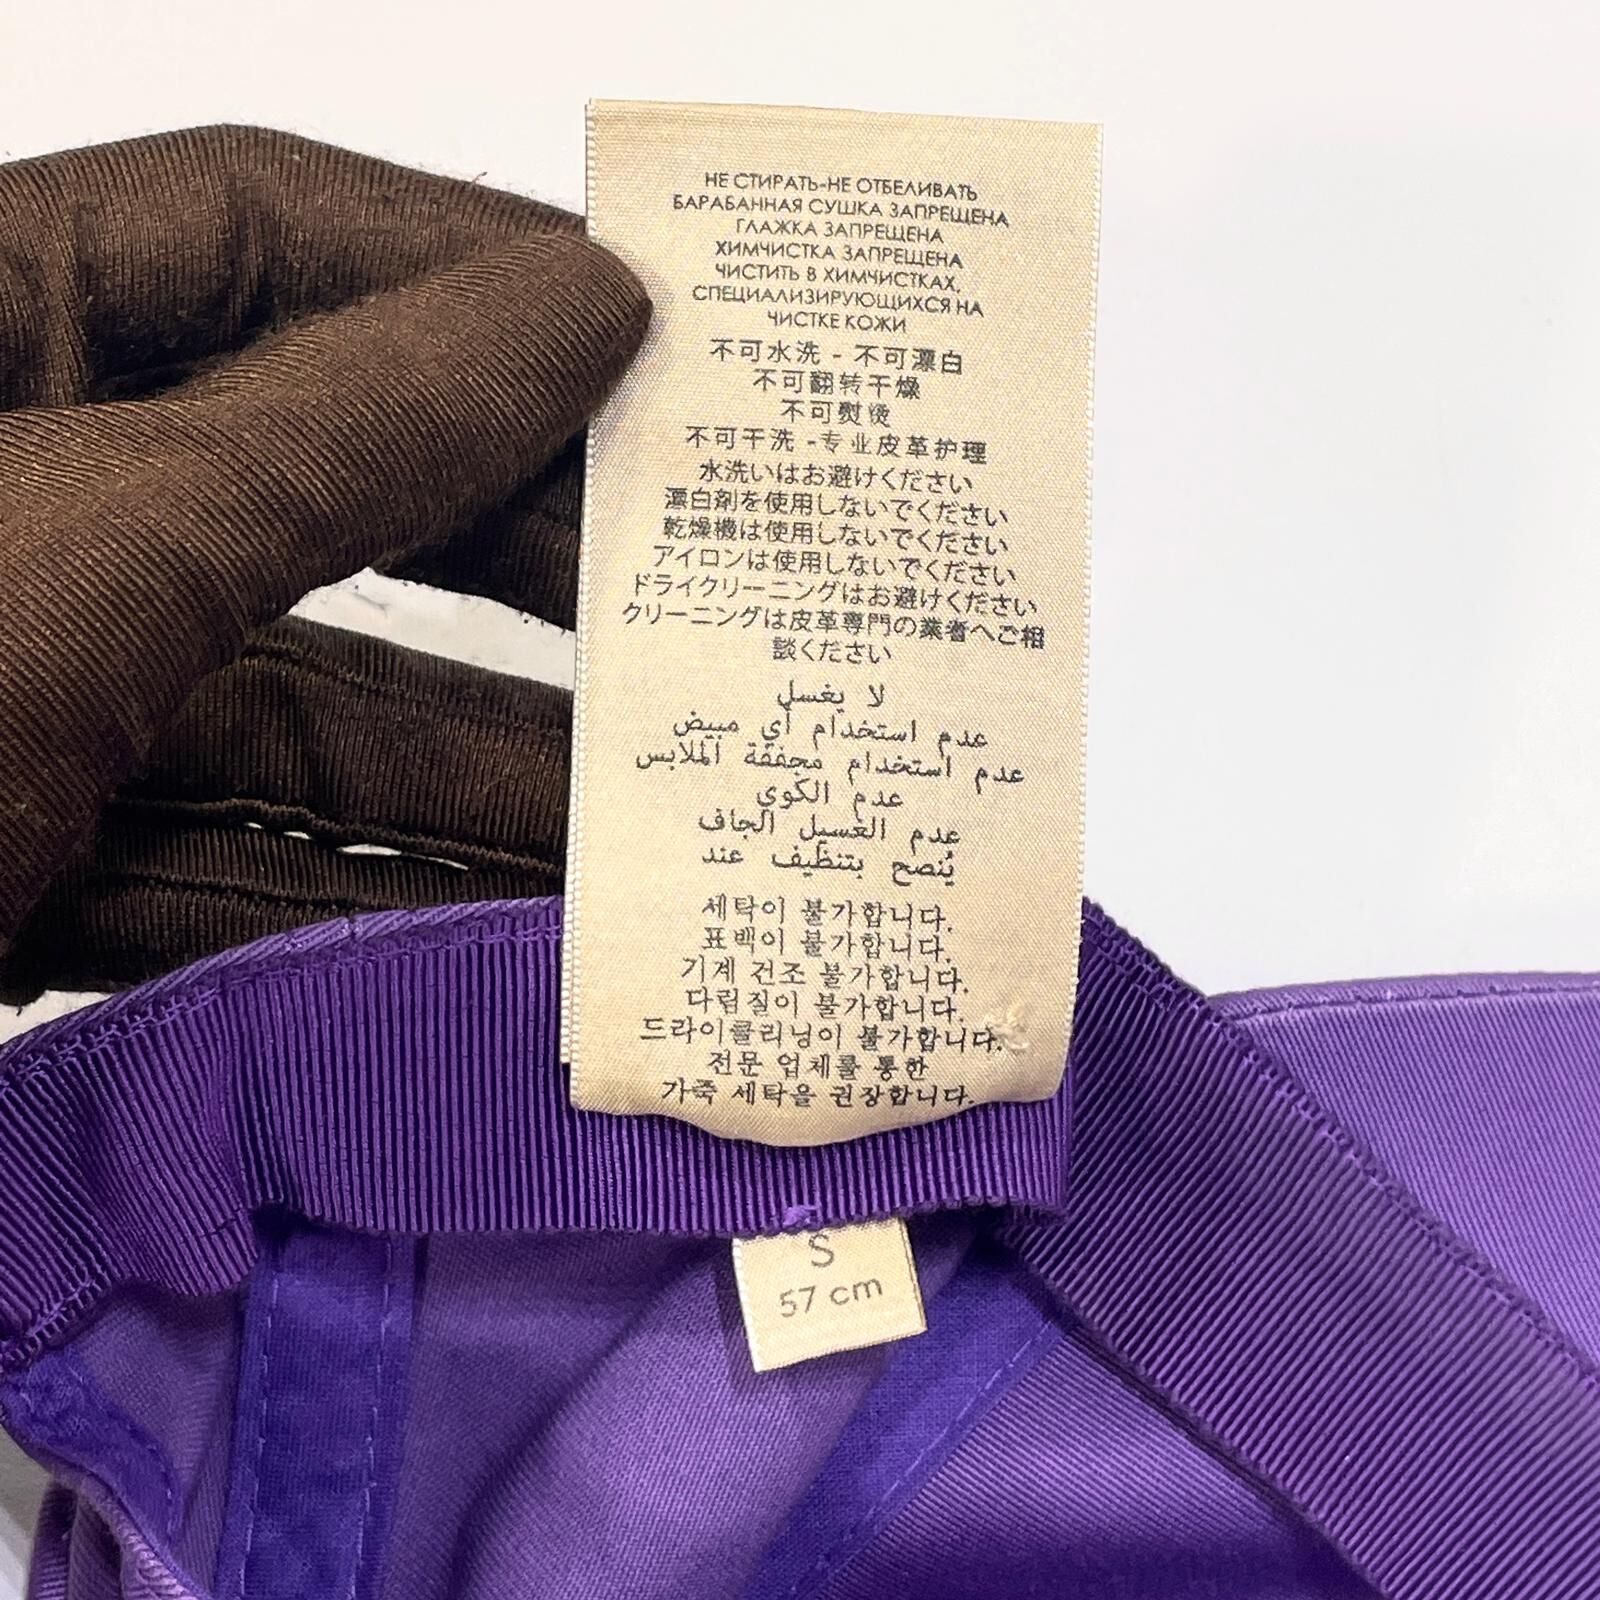 НЕ СТИРАТЬ-НЕ ОТБЕЛИВАТЬ
БАРАБАННАЯ СУШКА ЗАПРЕЩЕНА
ГЛАЖКА ЗАПРЕЩЕНА
ХИМЧИСТКА ЗАПРЕЩЕНА
ЧИСТИТЬ В ХИМЧИСТКАХ,
СПЕЦИАЛИЗИРУЮЩИХСЯ НА
ЧИСТКЕ КОЖИ
不可水洗 - 不可漂白
不可翻转干燥
不可熨烫
不可干洗 -专业皮革护理
水洗いはお避けください
漂白剤を使用しないでください
乾燥機は使用しないでください
アイロンは使用しないでください
ドライクリーニングはお避けください
クリーニングは皮革専門の業者へご相
談ください
لا يغسل
عدم استخدام أي مبيض
عدم استخدام مجففة الملابس
عدم الكوي
عدم الغسيل الجاف
يُنصح بتنظيف عند
세탁이 불가합니다.
표백이 불가합니다.
기계 건조 불가합니다.
다림질이 불가합니다.
드라이클리닝이 불가합니다.
전문 업체를 통한
가죽 세탁을 권장합니다.
S
57 cm